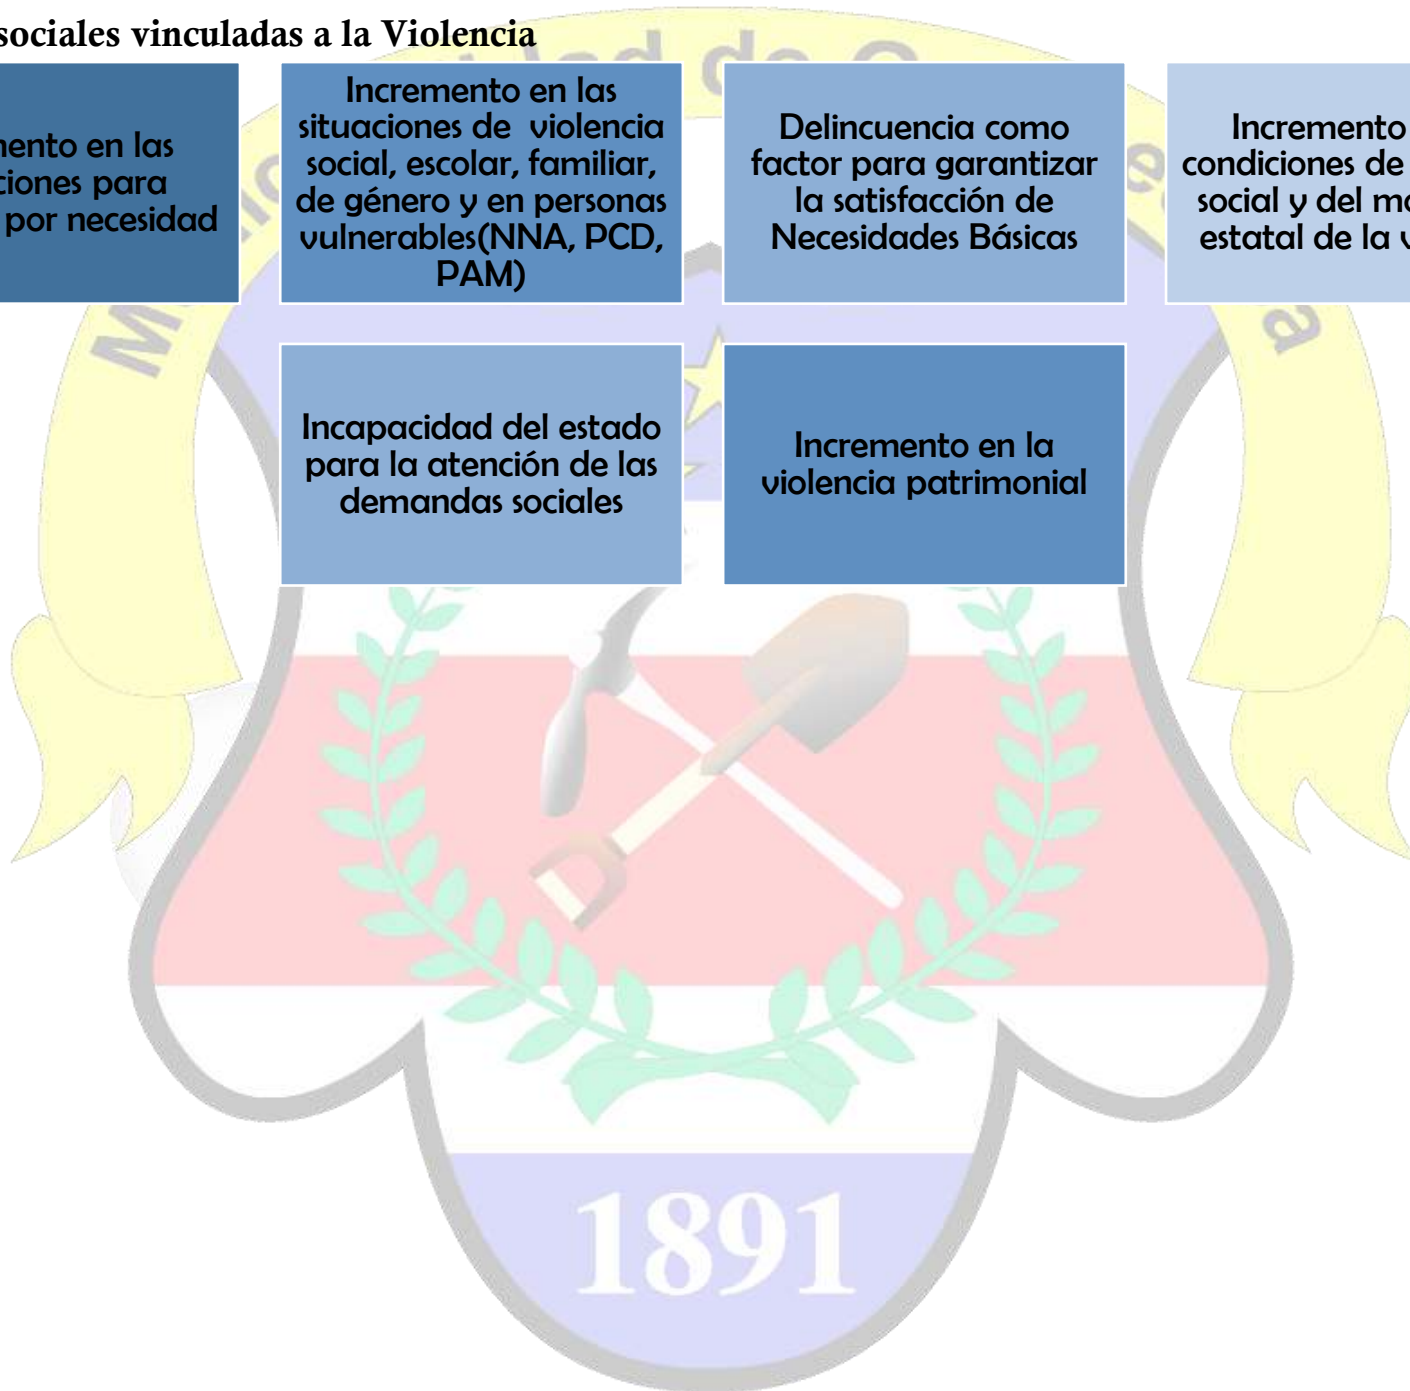 sociales vinculadas a la Violencia
en las
para
por necesidad
Incremento en las
situaciones de violencia
social, escolar, familiar,
de género y en personas
vulnerables(NNA, PCD,
PAM)
Delincuencia como
factor para garantizar
la satisfacción de
Necesidades Básicas
Incremento
condiciones de
social y del
estatal de la
Incapacidad del estado
para la atención de las
demandas sociales
Incremento en la
violencia patrimonial
1891